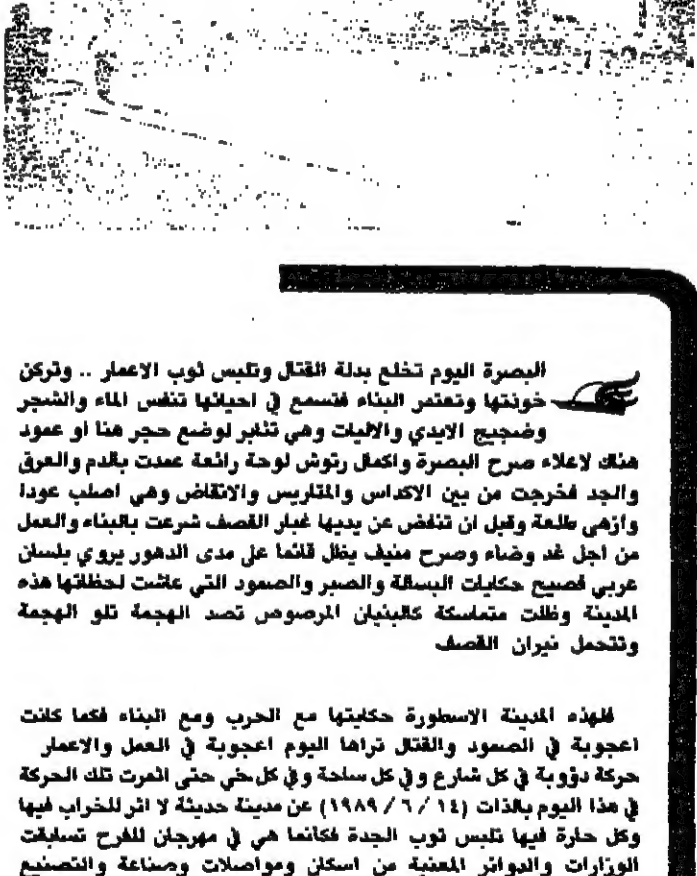 البصرة اليوم تخلع بدلة القتال وتلبس ثوب الاعمار .. وتركن
خوذتها وتعتمر البناء فتسمع في احيائها تنفس الماء والشجر
وضجيج الايدي والاليات وهي تثابر لوضع حجر هنا او عمود
هناك لاعلاء صرح البصرة واكمال رتوش لوحة رائعة عمدت بالدم والعرق
والجد فخرجت من بين الاكداس والمتاريس والانقاض وهي اصلب عودا
وازهى طلعة وقبل ان تنفض عن يديها غبار القصف شرعت بالبناء والعمل
من اجل غد وضاء وصرح منيف يظل قائما على مدى الدهور يروي بلسان
عربي فصيح حكايات البسالة والصبر والصمود التي عاشت لحظاتها هذه
المدينة وظلت متماسكة كالبنيان المرصوص تصد الهجمة تلو الهجمة
وتتحمل نيران القصف
فلهذه المدينة الاسطورة حكايتها مع الحرب ومع البناء فكما كانت
اعجوبة في الصمود والقتال تراها اليوم اعجوبة في العمل والاعمار
حركة دؤوبة في كل شارع و في كل ساحة و في كل حي حتى اثمرت تلك الحركة
في هذا اليوم بالذات (١٤ / ٦ / ١٩٨٩) عن مدينة حديثة لا اثر للخراب فيها
وكل حارة فيها تلبس ثوب الجدة فكانما هي في مهرجان للفرح تسابقت
الوزارات والدوائر المعنية من اسكان ومواصلات وصناعة والتصنيع